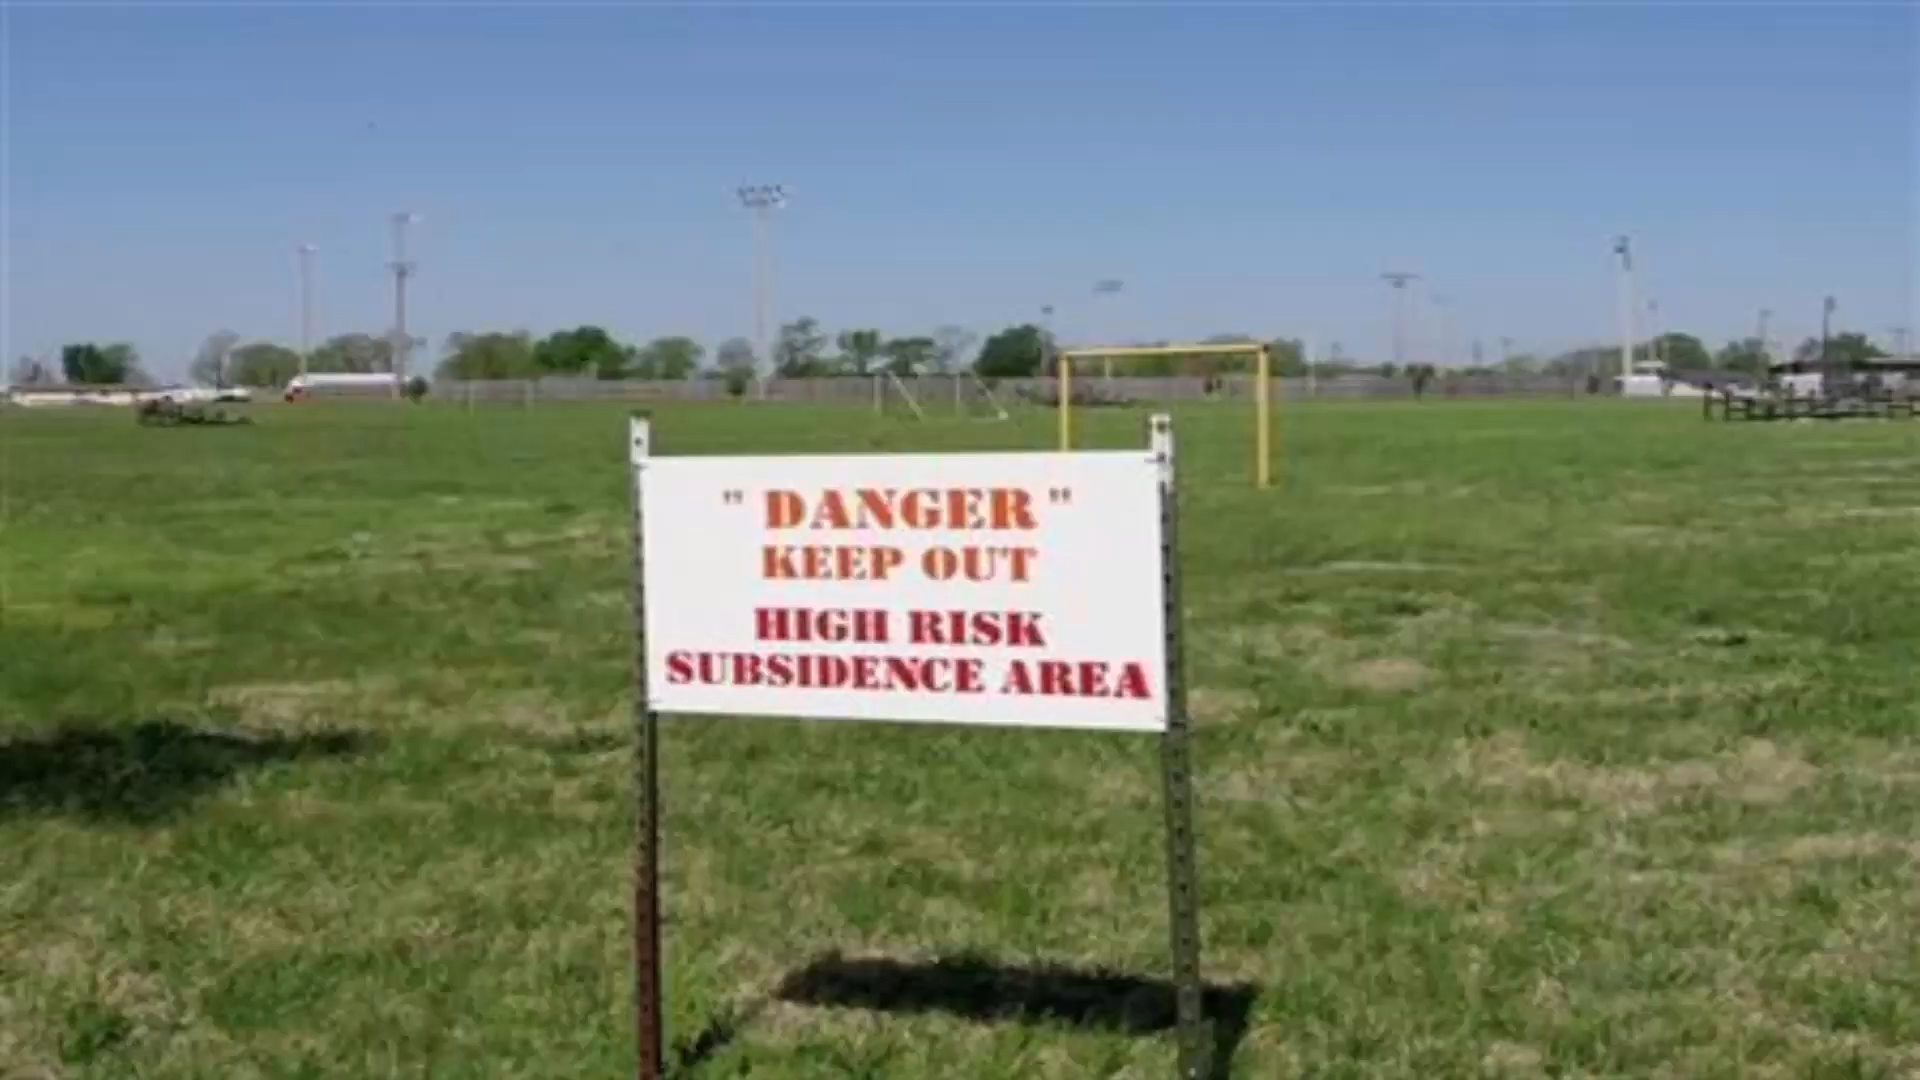 " DANGER "
KEEP OUT
HIGH RISK
SUBSIDENCE AREA